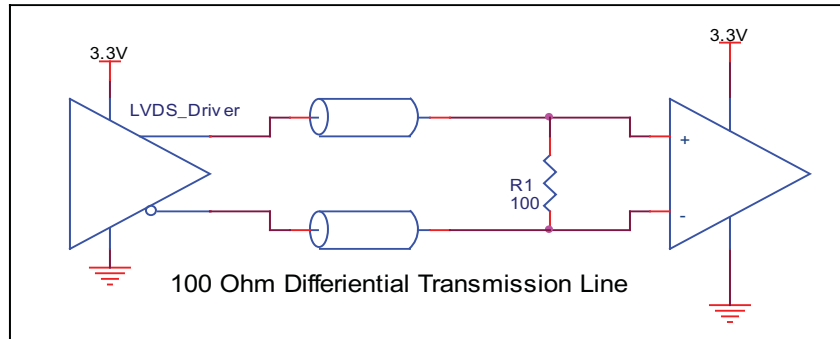 3.3V
3.3V
LVDS_Driver
+
R1
100
-
100 Ohm Differiential Transmission Line